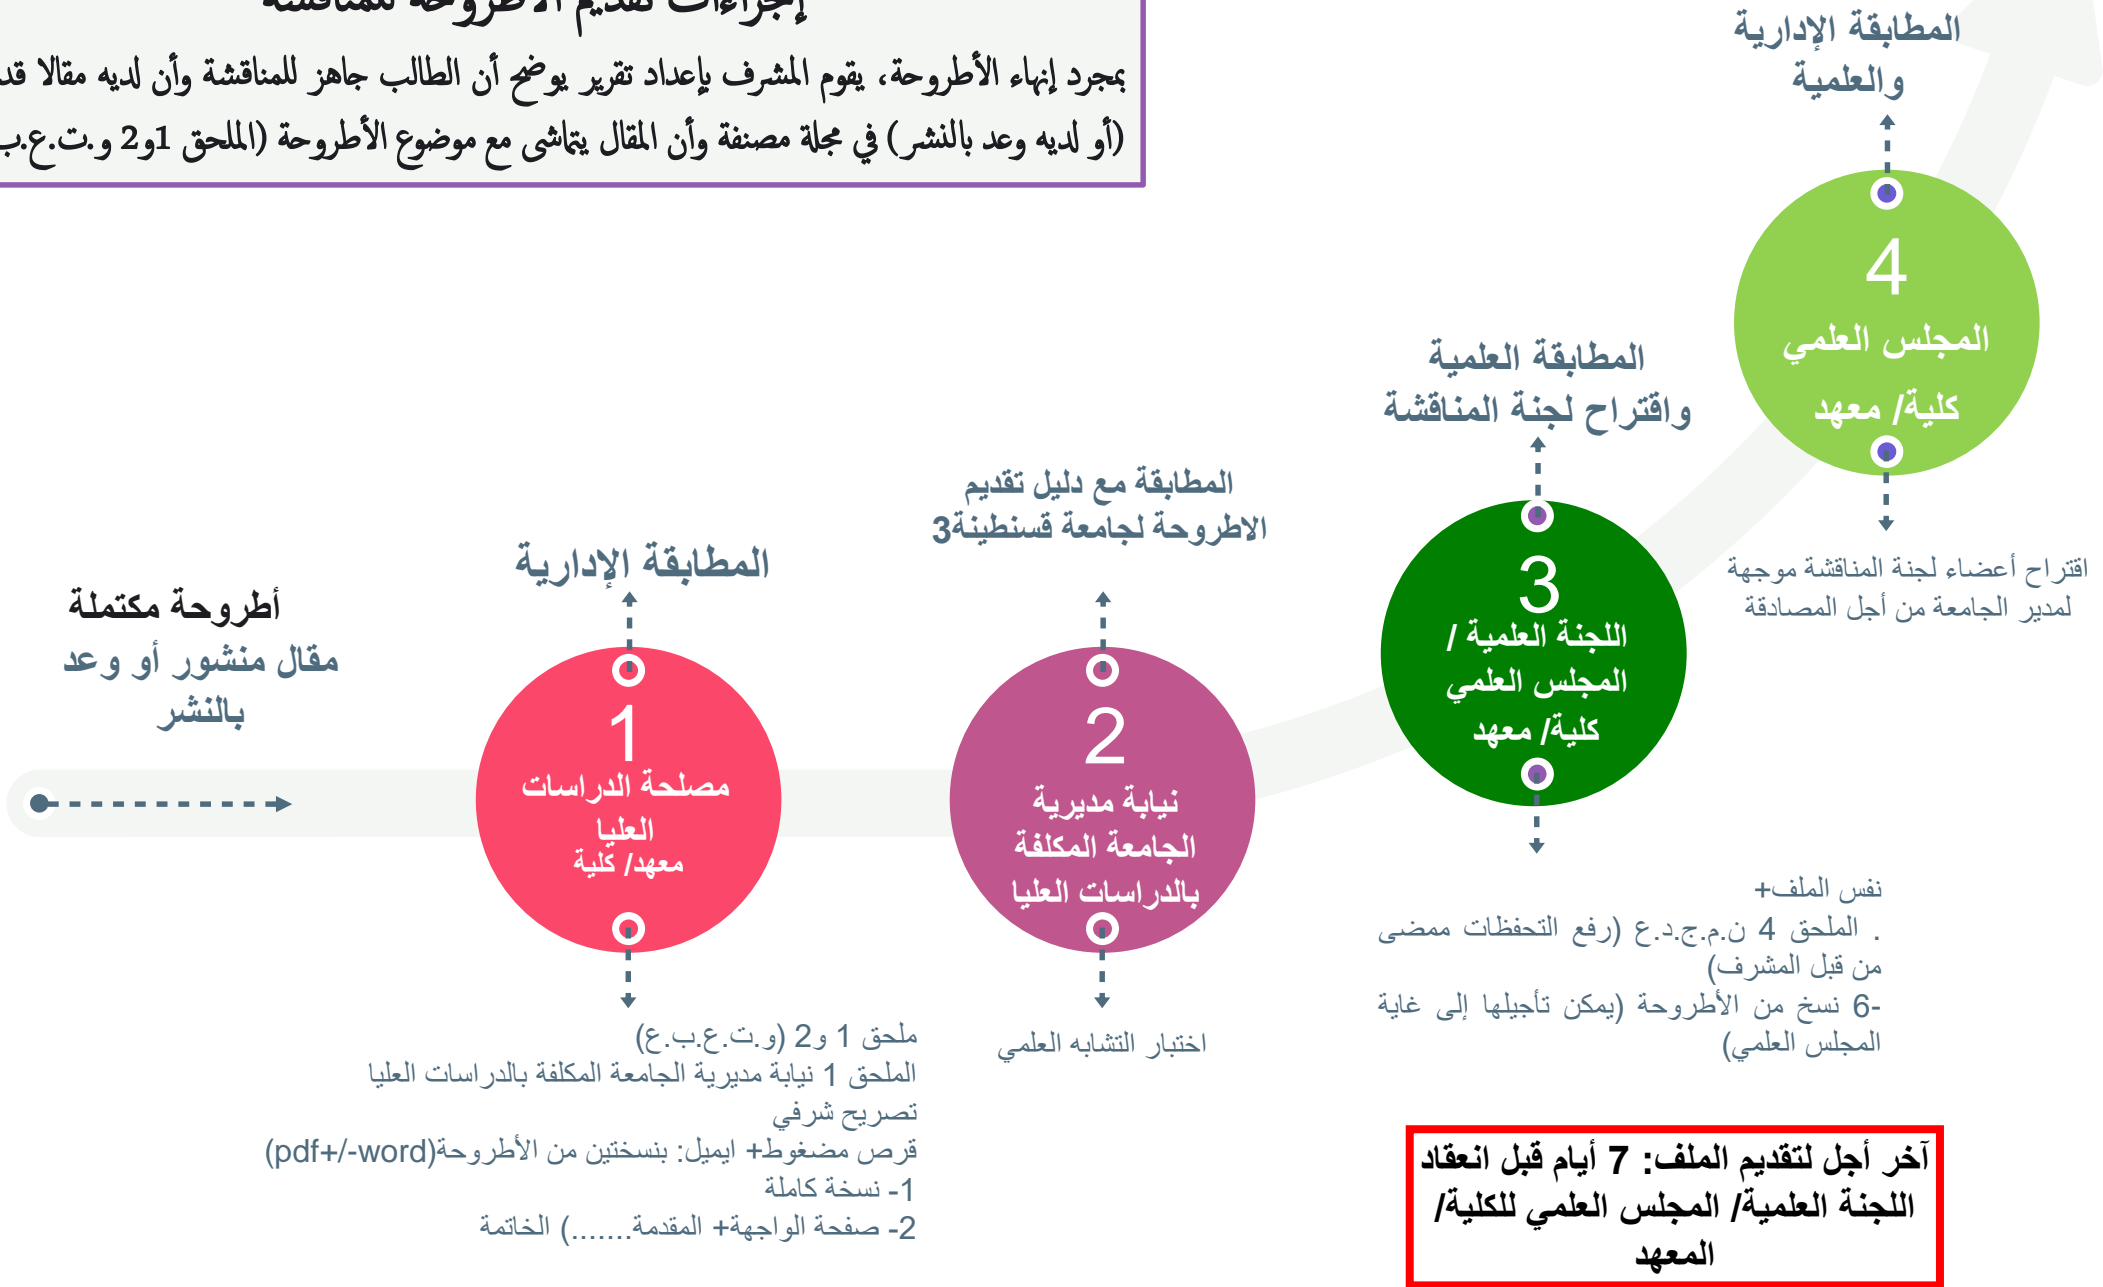 إجراءات تقديم الأطروحة للمناقشة
بمجرد إنهاء الأطروحة، يقوم المشرف بإعداد تقرير يوضح أن الطالب جاهز للمناقشة وأن لديه مقالا
(أو لديه وعد بالنشر) في مجلة مصنفة وأن المقال يتماشى مع موضوع الأطروحة (الملحق 1و2 و.ت.ع.ب
أطروحة مكتملة
مقال منشور أو وعد
بالنشر
المطابقة الإدارية
1
مصلحة الدراسات
العليا
معهد/ كلية
ملحق 1 و2 (و.ت.ع.ب.ع)
الملحق 1 نيابة مديرية الجامعة المكلفة بالدراسات العليا
تصريح شرفي
قرص مضغوط+ ايميل: بنسختين من الأطروحة(pdf+/-word)
1- نسخة كاملة
2- صفحة الواجهة+ المقدمة.......) الخاتمة
المطابقة مع دليل تقديم
الاطروحة لجامعة قسنطينة3
2
نيابة مديرية
الجامعة المكلفة
بالدراسات العليا
اختبار التشابه العلمي
المطابقة العلمية
واقتراح لجنة المناقشة
3
اللجنة العلمية /
المجلس العلمي
كلية/ معهد
نفس الملف+
. الملحق 4 ن.م.ج.د.ع (رفع التحفظات ممضى
من قبل المشرف)
-6 نسخ من الأطروحة (يمكن تأجيلها إلى غاية
المجلس العلمي)
المطابقة الإدارية
والعلمية
4
المجلس العلمي
كلية/ معهد
اقتراح أعضاء لجنة المناقشة موجهة
لمدير الجامعة من أجل المصادقة
آخر أجل لتقديم الملف: 7 أيام قبل انعقاد
اللجنة العلمية/ المجلس العلمي للكلية/
المعهد